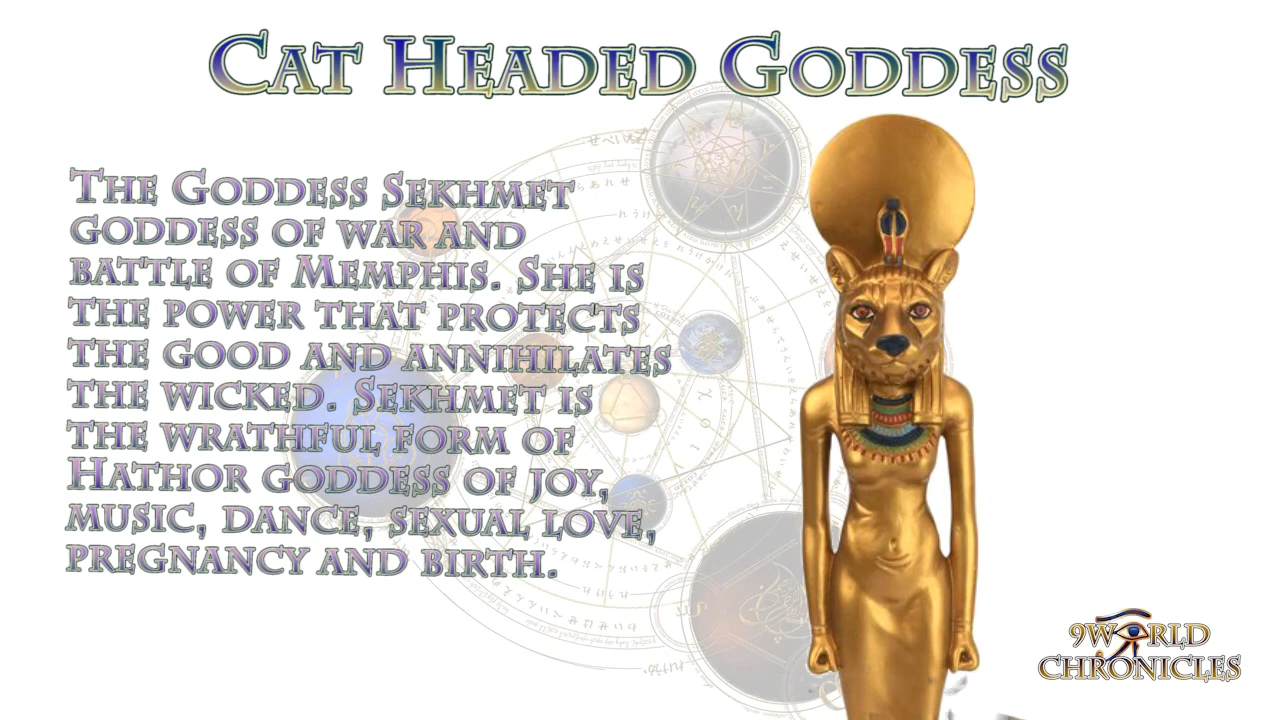 Cat Headed Goddess
The Goddess Sekhmet
goddess of war and
battle of Memphis. She is
the power that protects
the good and annihilates
the wicked. Sekhmet is
the wrathful form of
Hathor goddess of joy,
music, dance, sexual love,
pregnancy and birth.
9World
Chronicles